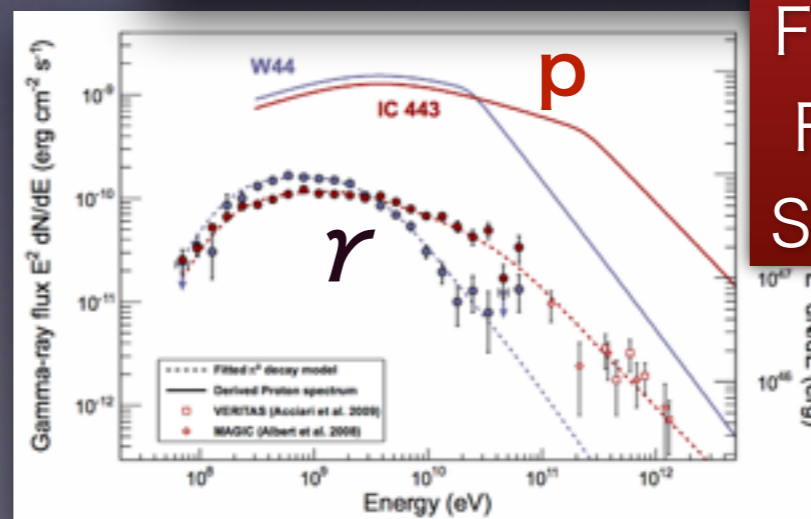 F
S
W44
p
IC 443
γ
10⁻⁹
10⁻¹⁰
10⁻¹¹
10⁻¹²
Gamma-ray flux E² dN/dE (erg cm⁻² s⁻¹)
Fitted π⁰ decay model
Derived Proton spectrum
VERITAS (Acciari et al. 2009)
MAGIC (Albert et al. 2008)
10⁸ 10⁹ 10¹⁰ 10¹¹ 10¹²
Energy (eV)
10⁴⁷
10⁴⁶